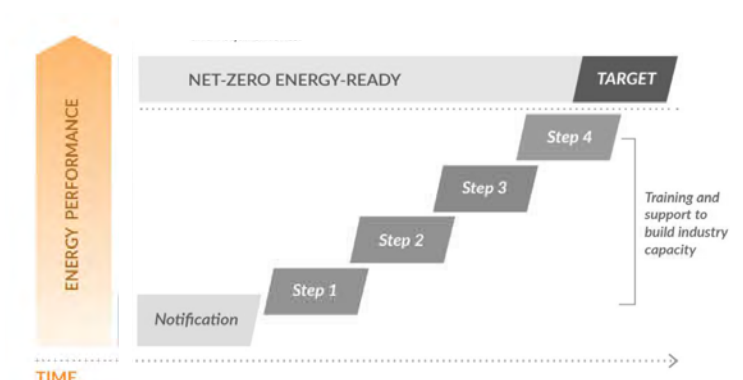 NET-ZERO ENERGY-READY
TARGET
ENERGY PERFORMANCE
Step 4
Step 3
Step 2
Step 1
Notification
Training and
support to
build industry
capacity
TIME